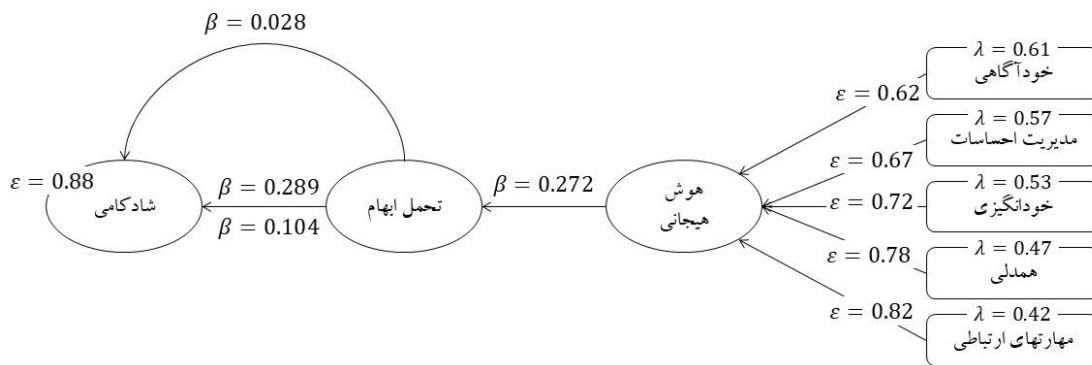 β = 0.028
λ = 0.61
خودآگاهی
ε = 0.62
λ = 0.57
مدیریت احساسات
ε = 0.67
λ = 0.53
خودانگیزی
ε = 0.72
λ = 0.47
همدلی
ε = 0.78
λ = 0.42
مهارتهای ارتباطی
ε = 0.82
هوش
هیجانی
β = 0.272
تحمل ابهام
β = 0.289
β = 0.104
شادکامی
ε = 0.88